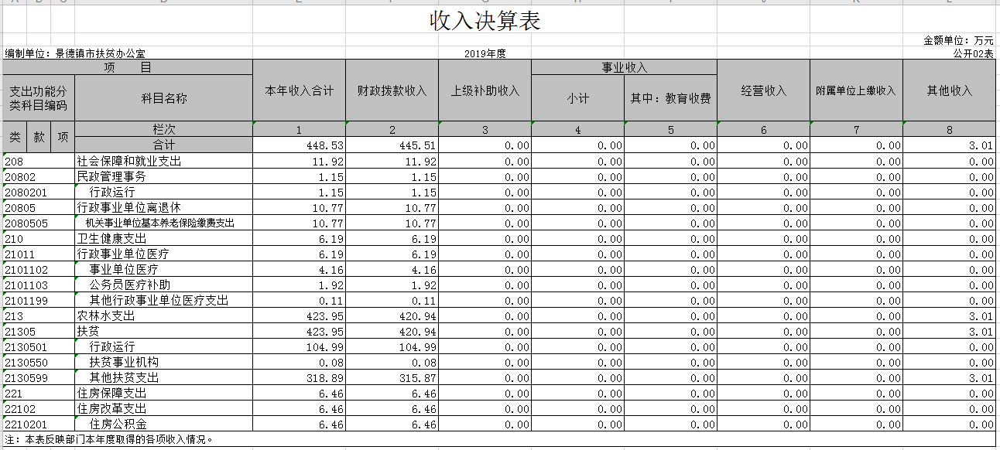 收入决算表
金额单位：万元
编制单位：景德镇市扶贫办公室 2019年度 公开02表
项 目 本年收入合计 财政拨款收入 上级补助收入 事业收入 经营收入 附属单位上缴收入 其他收入
支出功能分类科目编码 科目名称 小计 其中：教育收费
类 款 项 栏次 1 2 3 4 5 6 7 8
合计 448.53 445.51 0.00 0.00 0.00 0.00 0.00 3.01
208 社会保障和就业支出 11.92 11.92 0.00 0.00 0.00 0.00 0.00 0.00
20802 民政管理事务 1.15 1.15 0.00 0.00 0.00 0.00 0.00 0.00
2080201 行政运行 1.15 1.15 0.00 0.00 0.00 0.00 0.00 0.00
20805 行政事业单位离退休 10.77 10.77 0.00 0.00 0.00 0.00 0.00 0.00
2080505 机关事业单位基本养老保险缴费支出 10.77 10.77 0.00 0.00 0.00 0.00 0.00 0.00
210 卫生健康支出 6.19 6.19 0.00 0.00 0.00 0.00 0.00 0.00
21011 行政事业单位医疗 6.19 6.19 0.00 0.00 0.00 0.00 0.00 0.00
2101102 事业单位医疗 4.16 4.16 0.00 0.00 0.00 0.00 0.00 0.00
2101103 公务员医疗补助 1.92 1.92 0.00 0.00 0.00 0.00 0.00 0.00
2101199 其他行政事业单位医疗支出 0.11 0.11 0.00 0.00 0.00 0.00 0.00 0.00
213 农林水支出 423.95 420.94 0.00 0.00 0.00 0.00 0.00 3.01
21305 扶贫 423.95 420.94 0.00 0.00 0.00 0.00 0.00 3.01
2130501 行政运行 104.99 104.99 0.00 0.00 0.00 0.00 0.00 0.00
2130550 扶贫事业机构 0.08 0.08 0.00 0.00 0.00 0.00 0.00 0.00
2130599 其他扶贫支出 318.89 315.87 0.00 0.00 0.00 0.00 0.00 3.01
221 住房保障支出 6.46 6.46 0.00 0.00 0.00 0.00 0.00 0.00
22102 住房改革支出 6.46 6.46 0.00 0.00 0.00 0.00 0.00 0.00
2210201 住房公积金 6.46 6.46 0.00 0.00 0.00 0.00 0.00 0.00
注：本表反映部门本年度取得的各项收入情况。